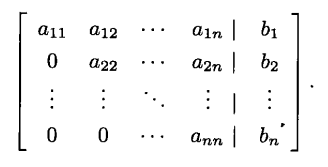 a₁₁ a₁₂ ⋯ a₁ₙ | b₁
0 a₂₂ ⋯ a₂ₙ | b₂
⋮ ⋮ ⋱ ⋮ | ⋮
0 0 ⋯ aₙₙ | bₙ
.